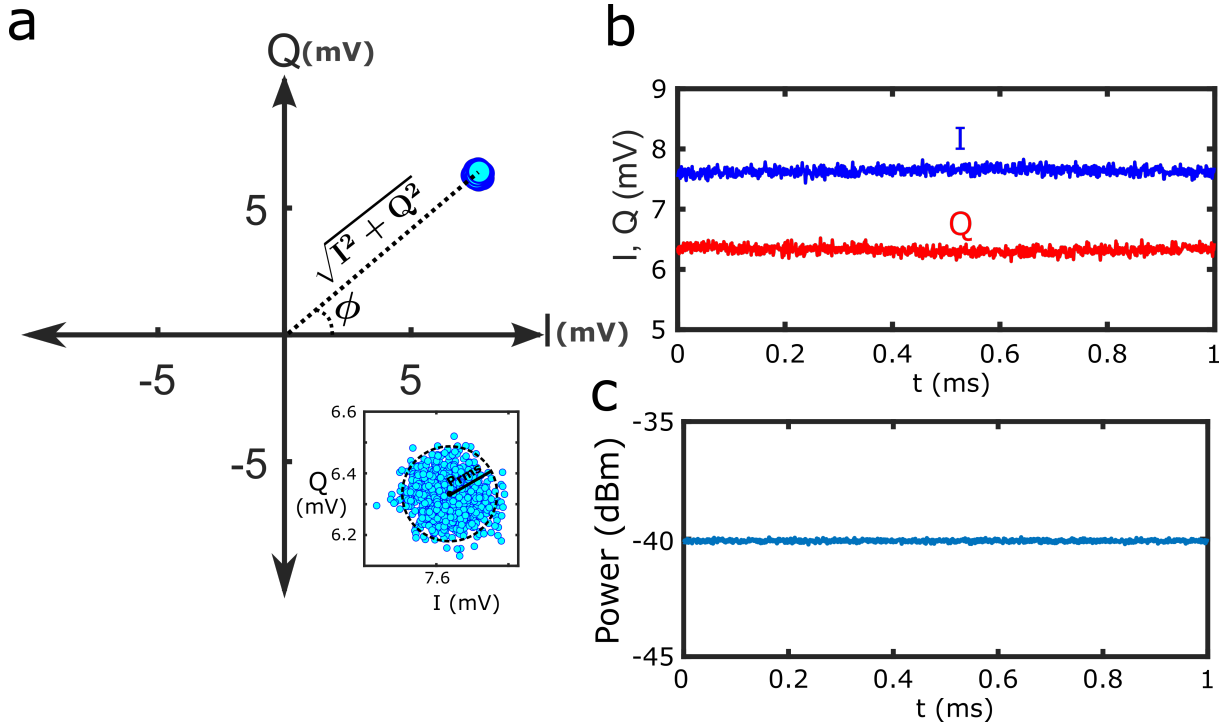 a
Q(mV)
5
√I² + Q²
ϕ
I(mV)
-5
5
-5
6.6
6.4
Q
(mV)
6.2
Prms
7.6
I (mV)
b
9
8
7
6
5
I, Q (mV)
I
Q
0 0.2 0.4 0.6 0.8 1
t (ms)
c
-35
-40
-45
Power (dBm)
0 0.2 0.4 0.6 0.8 1
t (ms)